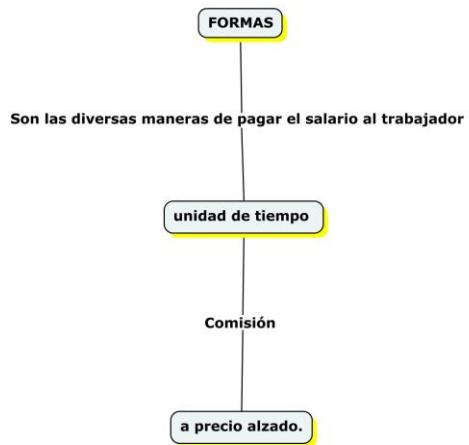 FORMAS
Son las diversas maneras de pagar el salario al trabajador
unidad de tiempo
Comisión
a precio alzado.